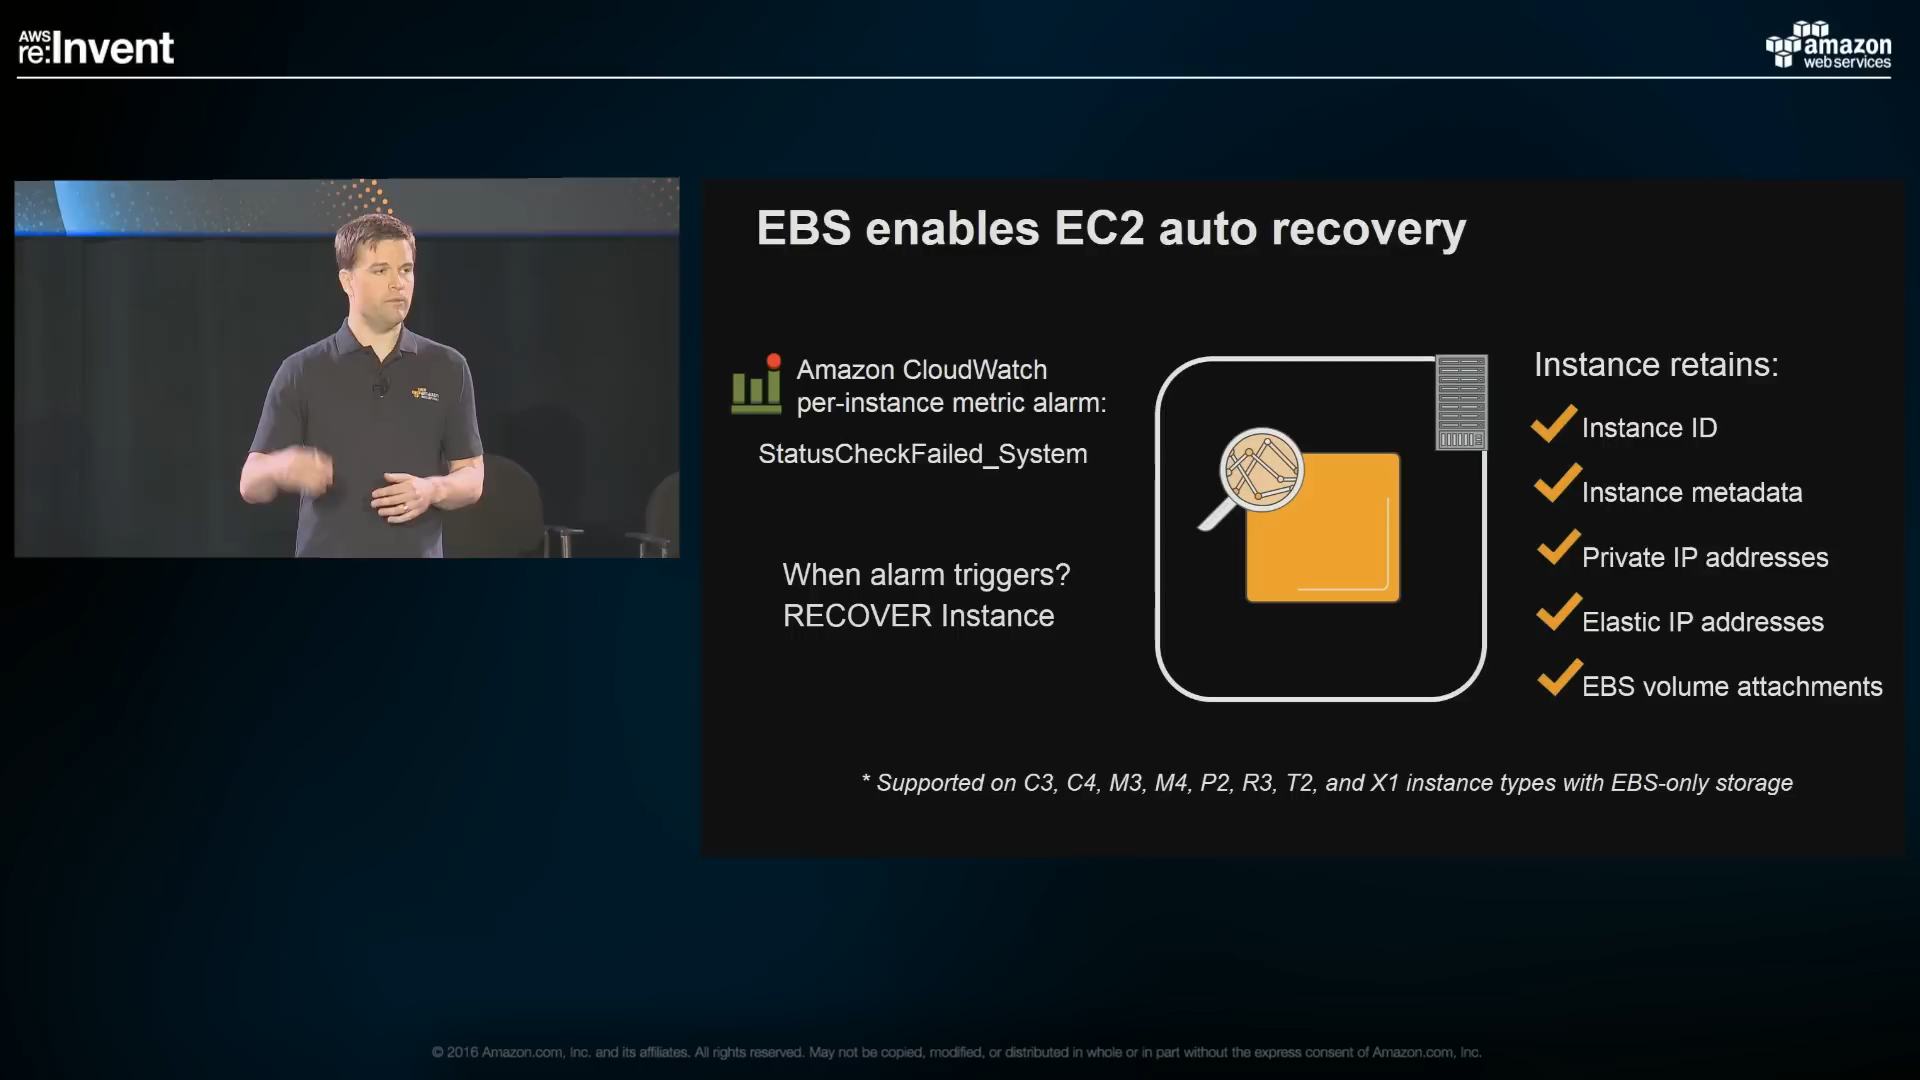 AWS
re:Invent
amazon
web services
EBS enables EC2 auto recovery
Amazon CloudWatch
per-instance metric alarm:
StatusCheckFailed_System
When alarm triggers?
RECOVER Instance
Instance retains:
Instance ID
Instance metadata
Private IP addresses
Elastic IP addresses
EBS volume attachments
* Supported on C3, C4, M3, M4, P2, R3, T2, and X1 instance types with EBS-only storage
© 2016 Amazon.com, Inc. and its affiliates. All rights reserved. May not be copied, modified, or distributed in whole or in part without the express consent of Amazon.com, Inc.